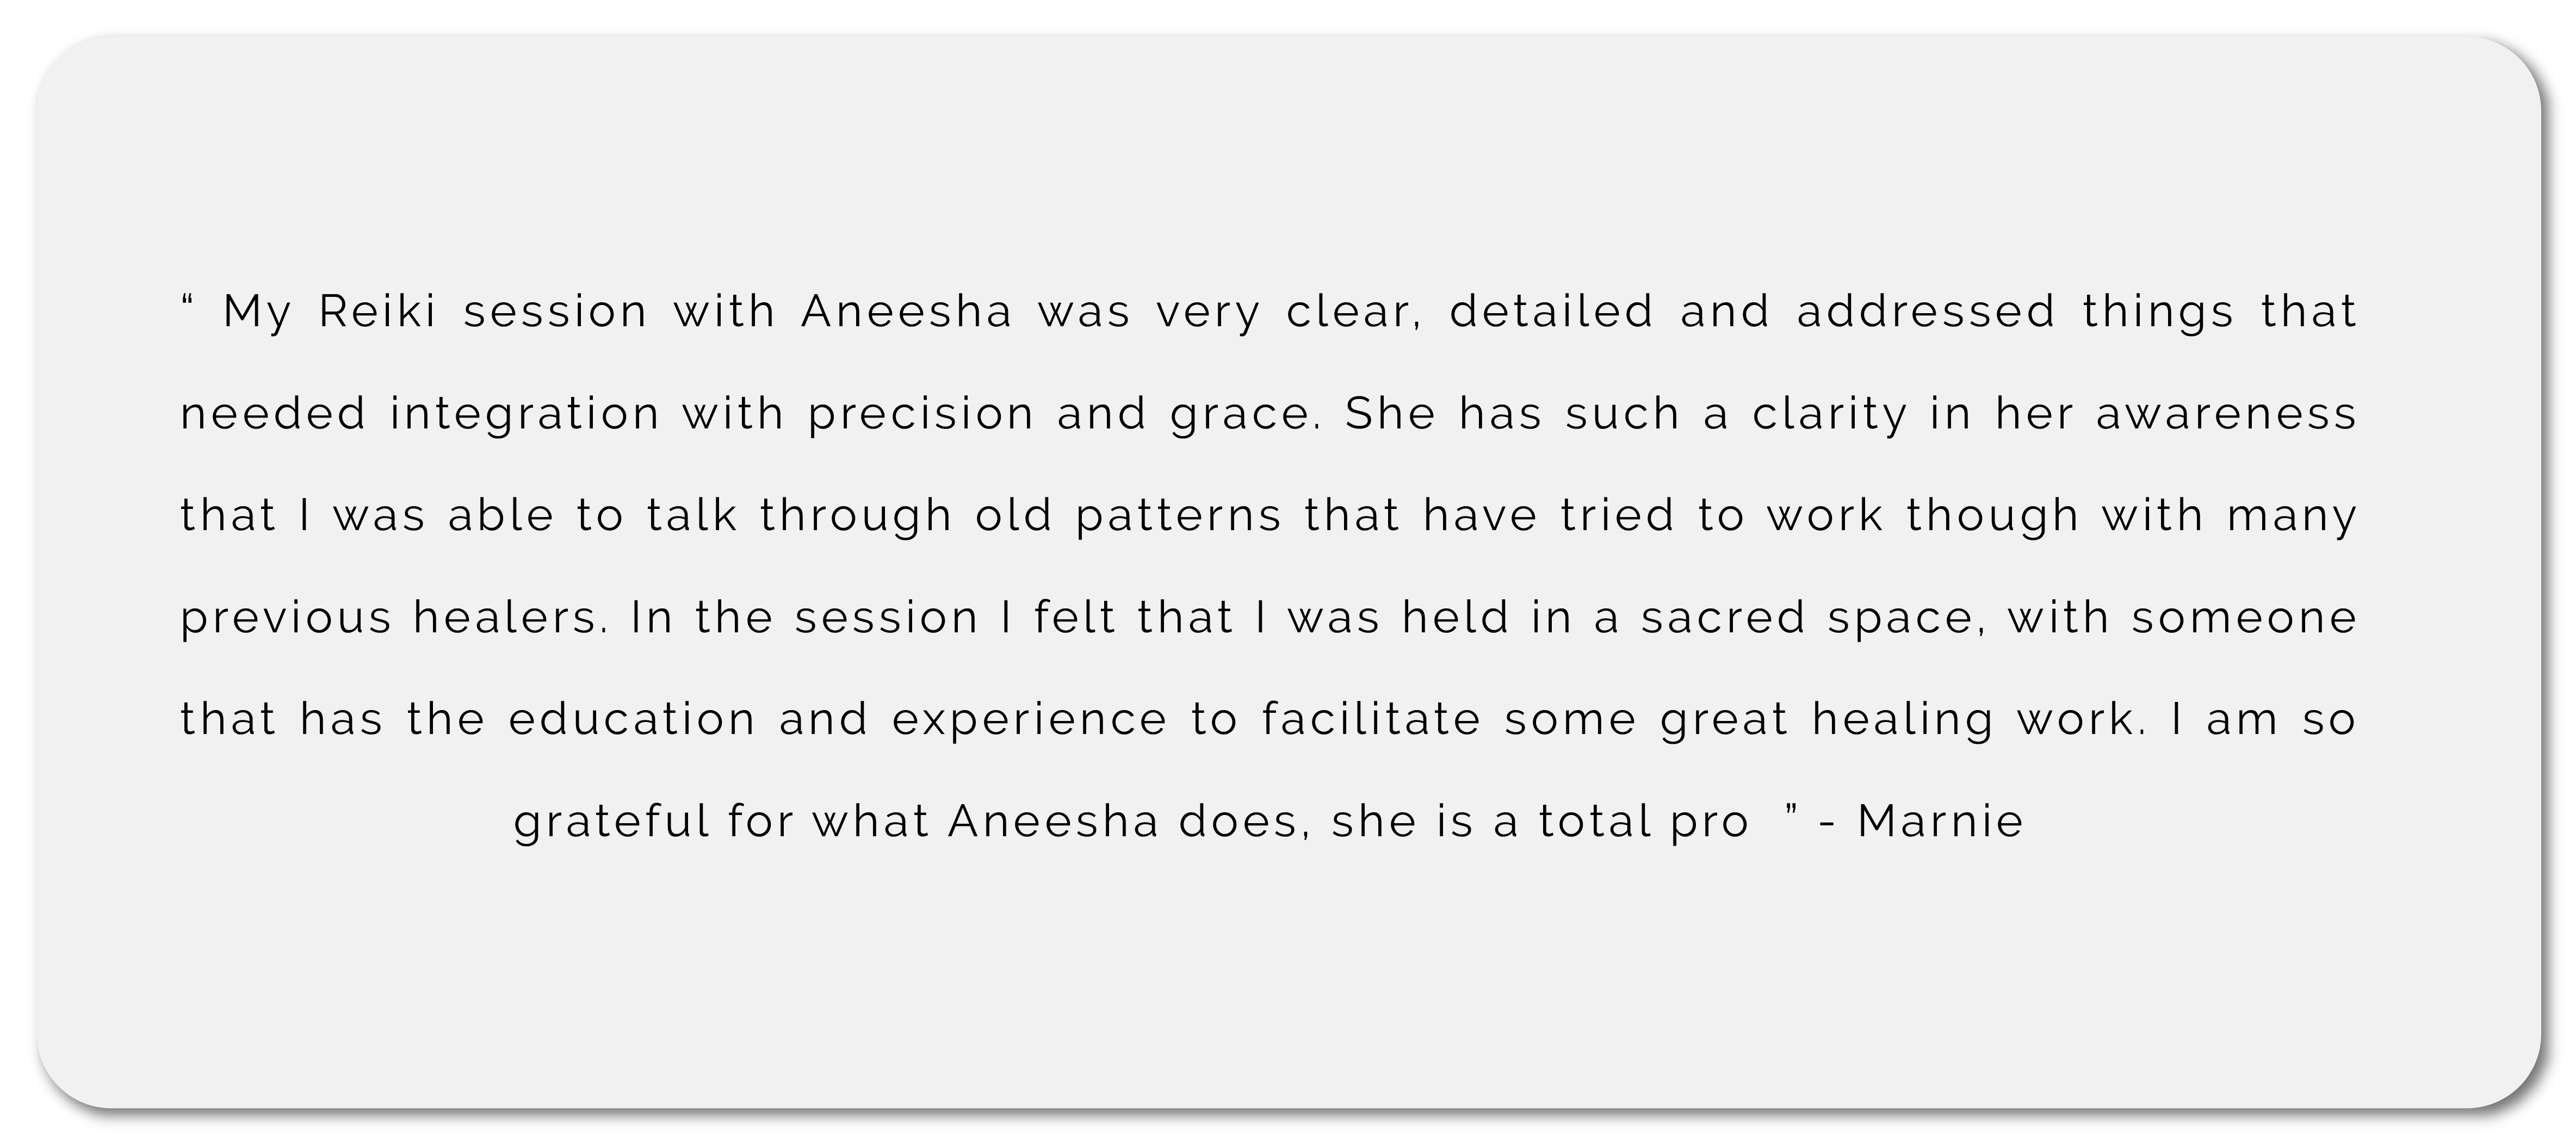 “ My Reiki session with Aneesha was very clear, detailed and addressed things that
needed integration with precision and grace. She has such a clarity in her awareness
that I was able to talk through old patterns that have tried to work though with many
previous healers. In the session I felt that I was held in a sacred space, with someone
that has the education and experience to facilitate some great healing work. I am so
grateful for what Aneesha does, she is a total pro ” - Marnie